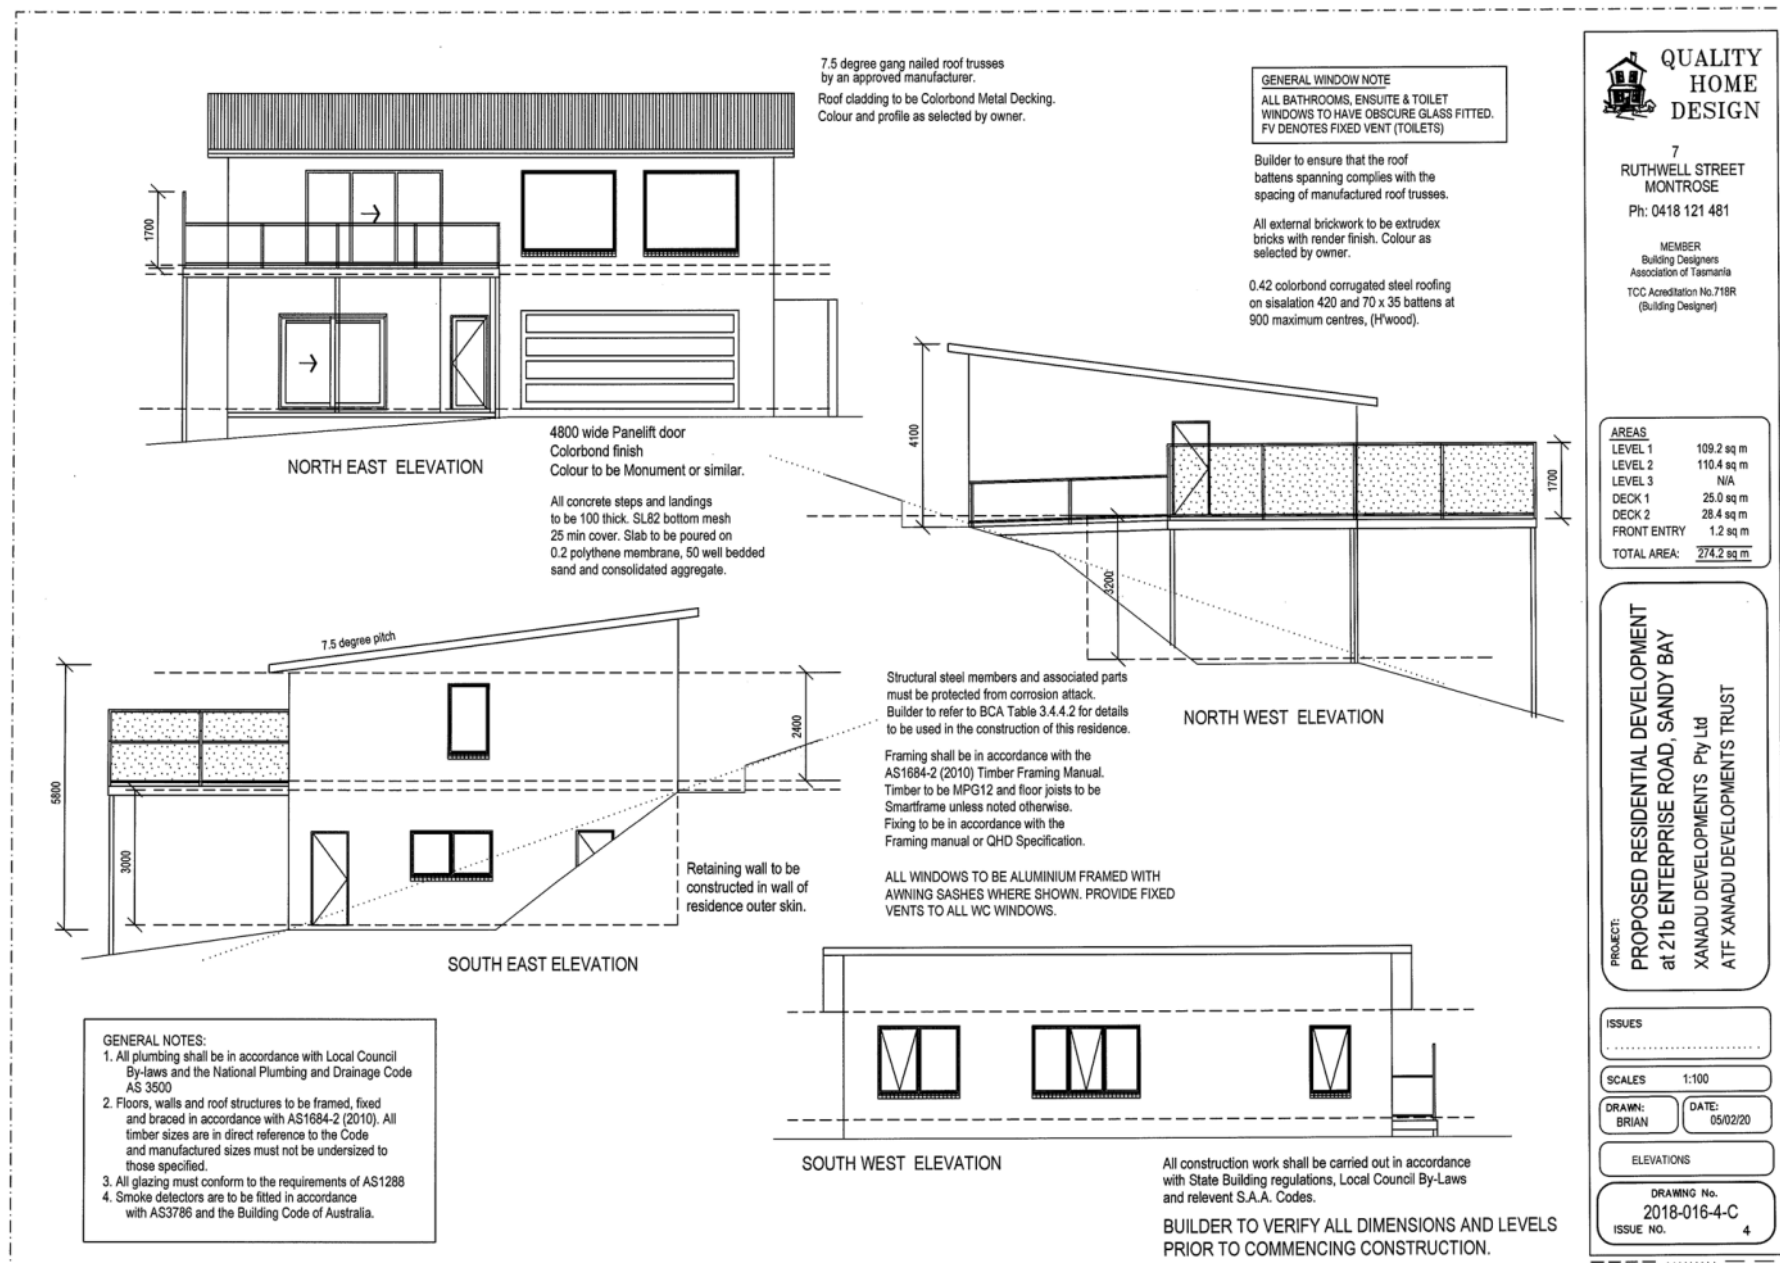 7.5 degree gang nailed roof trusses
by an approved manufacturer.
Roof cladding to be Colorbond Metal Decking.
Colour and profile as selected by owner.
GENERAL WINDOW NOTE
ALL BATHROOMS, ENSUITE & TOILET
WINDOWS TO HAVE OBSCURE GLASS FITTED.
FV DENOTES FIXED VENT (TOILETS)
Builder to ensure that the roof
battens spanning complies with the
spacing of manufactured roof trusses.
All external brickwork to be extrudex
bricks with render finish. Colour as
selected by owner.
0.42 colorbond corrugated steel roofing
on sisalation 420 and 70 x 35 battens at
900 maximum centres, (H'wood).
1700
NORTH EAST ELEVATION
4800 wide Panelift door
Colorbond finish
Colour to be Monument or similar.
All concrete steps and landings
to be 100 thick. SL82 bottom mesh
25 min cover. Slab to be poured on
0.2 polythene membrane, 50 well bedded
sand and consolidated aggregate.
4100
3200
1700
NORTH WEST ELEVATION
7.5 degree pitch
5800
3000
2400
Retaining wall to be
constructed in wall of
residence outer skin.
SOUTH EAST ELEVATION
Structural steel members and associated parts
must be protected from corrosion attack.
Builder to refer to BCA Table 3.4.4.2 for details
to be used in the construction of this residence.
Framing shall be in accordance with the
AS1684-2 (2010) Timber Framing Manual.
Timber to be MPG12 and floor joists to be
Smartframe unless noted otherwise.
Fixing to be in accordance with the
Framing manual or QHD Specification.
ALL WINDOWS TO BE ALUMINIUM FRAMED WITH
AWNING SASHES WHERE SHOWN. PROVIDE FIXED
VENTS TO ALL WC WINDOWS.
GENERAL NOTES:
1. All plumbing shall be in accordance with Local Council
By-laws and the National Plumbing and Drainage Code
AS 3500
2. Floors, walls and roof structures to be framed, fixed
and braced in accordance with AS1684-2 (2010). All
timber sizes are in direct reference to the Code
and manufactured sizes must not be undersized to
those specified.
3. All glazing must conform to the requirements of AS1288
4. Smoke detectors are to be fitted in accordance
with AS3786 and the Building Code of Australia.
SOUTH WEST ELEVATION
All construction work shall be carried out in accordance
with State Building regulations, Local Council By-Laws
and relevent S.A.A. Codes.
BUILDER TO VERIFY ALL DIMENSIONS AND LEVELS
PRIOR TO COMMENCING CONSTRUCTION.
QUALITY
HOME
DESIGN
7
RUTHWELL STREET
MONTROSE
Ph: 0418 121 481
MEMBER
Building Designers
Association of Tasmania
TCC Acreditation No.718R
(Building Designer)
AREAS
LEVEL 1 109.2 sq m
LEVEL 2 110.4 sq m
LEVEL 3 N/A
DECK 1 25.0 sq m
DECK 2 28.4 sq m
FRONT ENTRY 1.2 sq m
TOTAL AREA: 274.2 sq m
PROJECT:
PROPOSED RESIDENTIAL DEVELOPMENT
at 21b ENTERPRISE ROAD, SANDY BAY
XANADU DEVELOPMENTS Pty Ltd
ATF XANADU DEVELOPMENTS TRUST
ISSUES
SCALES 1:100
DRAWN: BRIAN
DATE: 05/02/20
ELEVATIONS
DRAWING No.
2018-016-4-C
ISSUE NO. 4